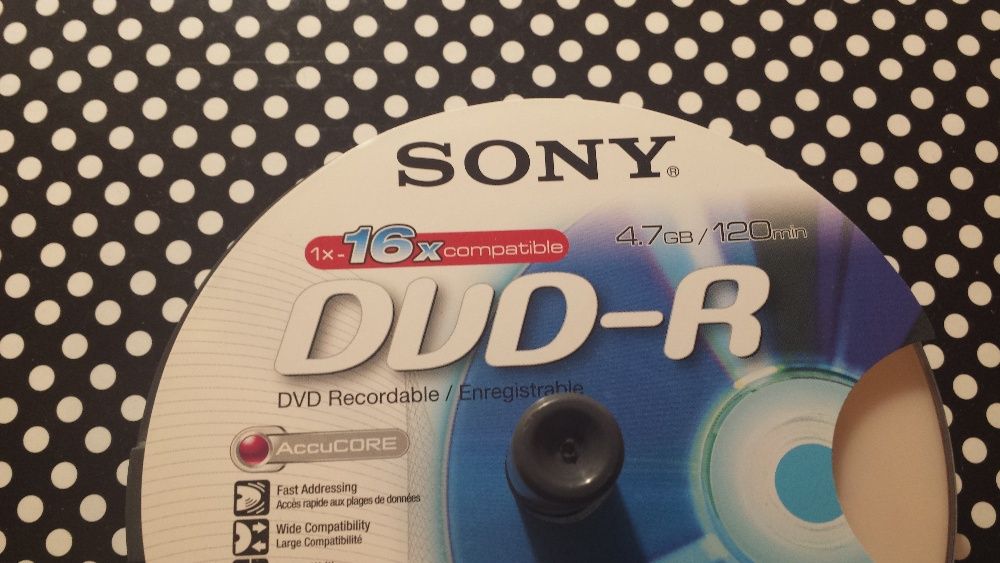 SONY®
1x-16x compatible
4.7GB / 120min
DVD-R
DVD Recordable / Enregistrable
AccuCORE
Fast Addressing
Accès rapide aux plages de données
Wide Compatibility
Large Compatibilité